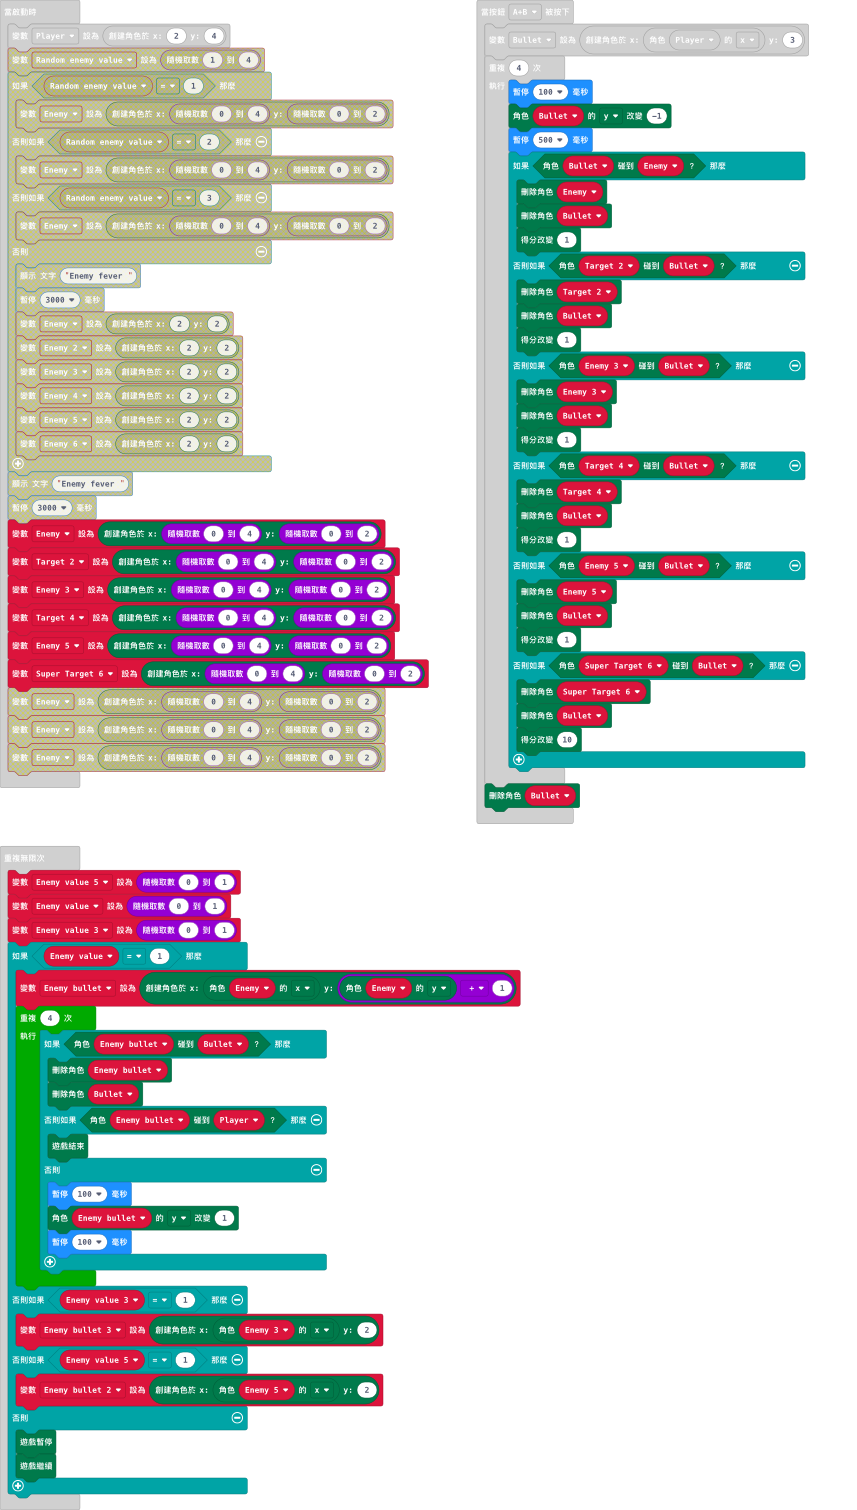 當啟動時
變數 Player 設為 創建角色於 x: 2 y: 4
變數 Random enemy value 設為 隨機取數 1 到 4
如果 Random enemy value = 1 那麼
變數 Enemy 設為 創建角色於 x: 隨機取數 0 到 4 y: 隨機取數 0 到 2
否則如果 Random enemy value = 2 那麼
變數 Enemy 設為 創建角色於 x: 隨機取數 0 到 4 y: 隨機取數 0 到 2
否則如果 Random enemy value = 3 那麼
變數 Enemy 設為 創建角色於 x: 隨機取數 0 到 4 y: 隨機取數 0 到 2
否則
顯示 文字 "Enemy fever "
暫停 3000 毫秒
變數 Enemy 設為 創建角色於 x: 2 y: 2
變數 Enemy 2 設為 創建角色於 x: 2 y: 2
變數 Enemy 3 設為 創建角色於 x: 2 y: 2
變數 Enemy 4 設為 創建角色於 x: 2 y: 2
變數 Enemy 5 設為 創建角色於 x: 2 y: 2
變數 Enemy 6 設為 創建角色於 x: 2 y: 2
顯示 文字 "Enemy fever "
暫停 3000 毫秒
變數 Enemy 設為 創建角色於 x: 隨機取數 0 到 4 y: 隨機取數 0 到 2
變數 Target 2 設為 創建角色於 x: 隨機取數 0 到 4 y: 隨機取數 0 到 2
變數 Enemy 3 設為 創建角色於 x: 隨機取數 0 到 4 y: 隨機取數 0 到 2
變數 Target 4 設為 創建角色於 x: 隨機取數 0 到 4 y: 隨機取數 0 到 2
變數 Enemy 5 設為 創建角色於 x: 隨機取數 0 到 4 y: 隨機取數 0 到 2
變數 Super Target 6 設為 創建角色於 x: 隨機取數 0 到 4 y: 隨機取數 0 到 2
變數 Enemy 設為 創建角色於 x: 隨機取數 0 到 4 y: 隨機取數 0 到 2
變數 Enemy 設為 創建角色於 x: 隨機取數 0 到 4 y: 隨機取數 0 到 2
變數 Enemy 設為 創建角色於 x: 隨機取數 0 到 4 y: 隨機取數 0 到 2
當按鈕 A+B 被按下
變數 Bullet 設為 創建角色於 x: 角色 Player 的 x y: 3
重複 4 次
執行 暫停 100 毫秒
角色 Bullet 的 y 改變 -1
暫停 500 毫秒
如果 角色 Bullet 碰到 Enemy ? 那麼
刪除角色 Enemy
刪除角色 Bullet
得分改變 1
否則如果 角色 Target 2 碰到 Bullet ? 那麼
刪除角色 Target 2
刪除角色 Bullet
得分改變 1
否則如果 角色 Enemy 3 碰到 Bullet ? 那麼
刪除角色 Enemy 3
刪除角色 Bullet
得分改變 1
否則如果 角色 Target 4 碰到 Bullet ? 那麼
刪除角色 Target 4
刪除角色 Bullet
得分改變 1
否則如果 角色 Enemy 5 碰到 Bullet ? 那麼
刪除角色 Enemy 5
刪除角色 Bullet
得分改變 1
否則如果 角色 Super Target 6 碰到 Bullet ? 那麼
刪除角色 Super Target 6
刪除角色 Bullet
得分改變 10
刪除角色 Bullet
重複無限次
變數 Enemy value 5 設為 隨機取數 0 到 1
變數 Enemy value 設為 隨機取數 0 到 1
變數 Enemy value 3 設為 隨機取數 0 到 1
如果 Enemy value = 1 那麼
變數 Enemy bullet 設為 創建角色於 x: 角色 Enemy 的 x y: 角色 Enemy 的 y + 1
重複 4 次
執行 如果 角色 Enemy bullet 碰到 Bullet ? 那麼
刪除角色 Enemy bullet
刪除角色 Bullet
否則如果 角色 Enemy bullet 碰到 Player ? 那麼
遊戲結束
否則
暫停 100 毫秒
角色 Enemy bullet 的 y 改變 1
暫停 100 毫秒
否則如果 Enemy value 3 = 1 那麼
變數 Enemy bullet 3 設為 創建角色於 x: 角色 Enemy 3 的 x y: 2
否則如果 Enemy value 5 = 1 那麼
變數 Enemy bullet 2 設為 創建角色於 x: 角色 Enemy 5 的 x y: 2
否則
遊戲暫停
遊戲繼續